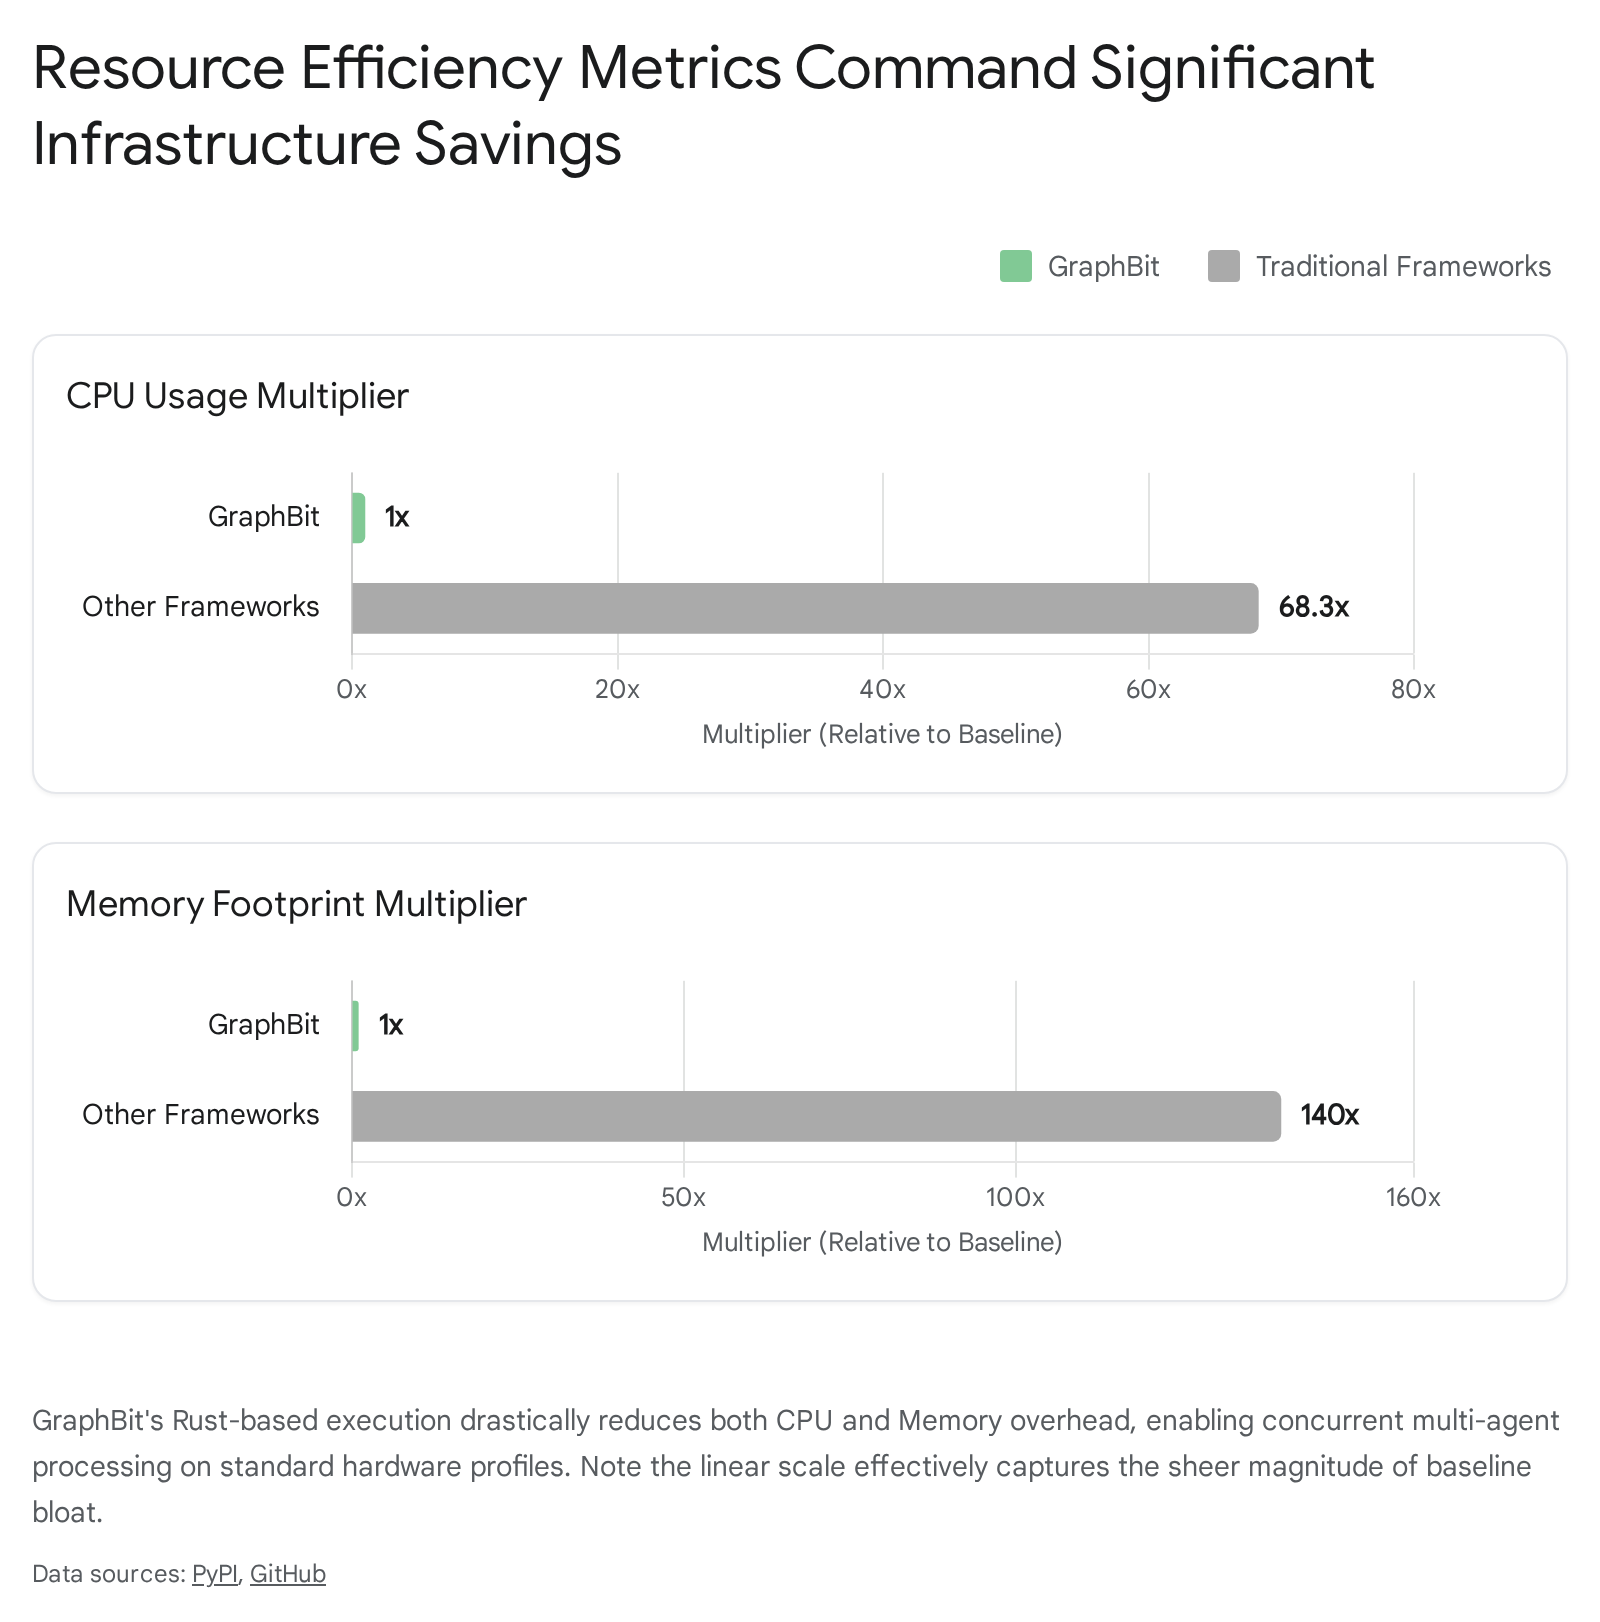 Resource Efficiency Metrics Command Significant
Infrastructure Savings
GraphBit
Traditional Frameworks
CPU Usage Multiplier
GraphBit
1x
Other Frameworks
68.3x
0x
20x
40x
60x
80x
Multiplier (Relative to Baseline)
Memory Footprint Multiplier
GraphBit
1x
Other Frameworks
140x
0x
50x
100x
160x
Multiplier (Relative to Baseline)
GraphBit's Rust-based execution drastically reduces both CPU and Memory overhead, enabling concurrent multi-agent
processing on standard hardware profiles. Note the linear scale effectively captures the sheer magnitude of baseline
bloat.
Data sources: PyPI, GitHub